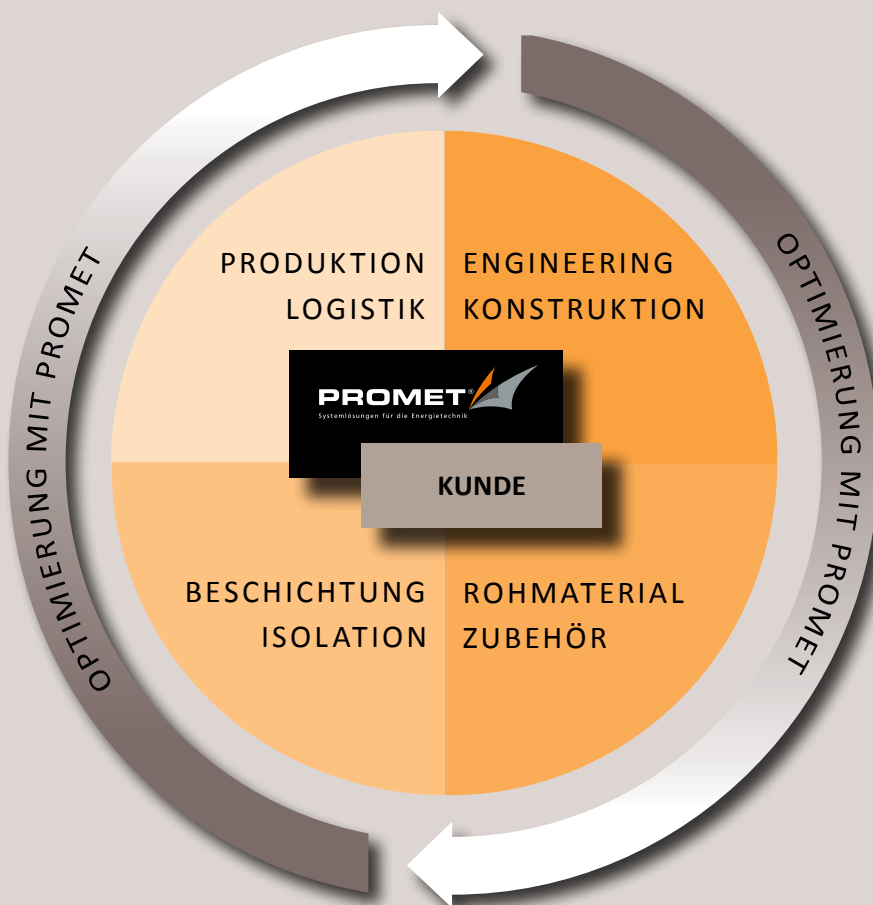 OPTIMIERUNG MIT PROMET
OPTIMIERUNG MIT PROMET
PRODUKTION
LOGISTIK
ENGINEERING
KONSTRUKTION
PROMET®
Systemlösungen für die Energietechnik
KUNDE
BESCHICHTUNG
ISOLATION
ROHMATERIAL
ZUBEHÖR